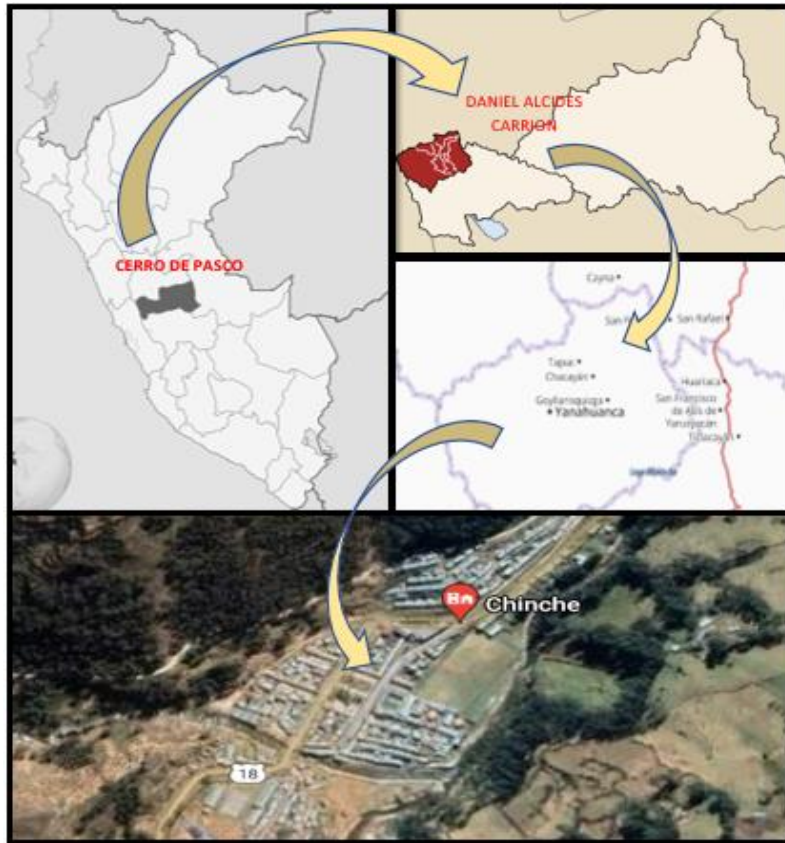 CERRO DE PASCO
DANIEL ALCIDES
CARRION
Cayna
San Rafael
Tapuc
Chacayán
Goyllarisquizga
Yanahuanca
Huariaca
San Francisco
de Asís de
Yarusyacán
Ticlacayán
Chinche
18